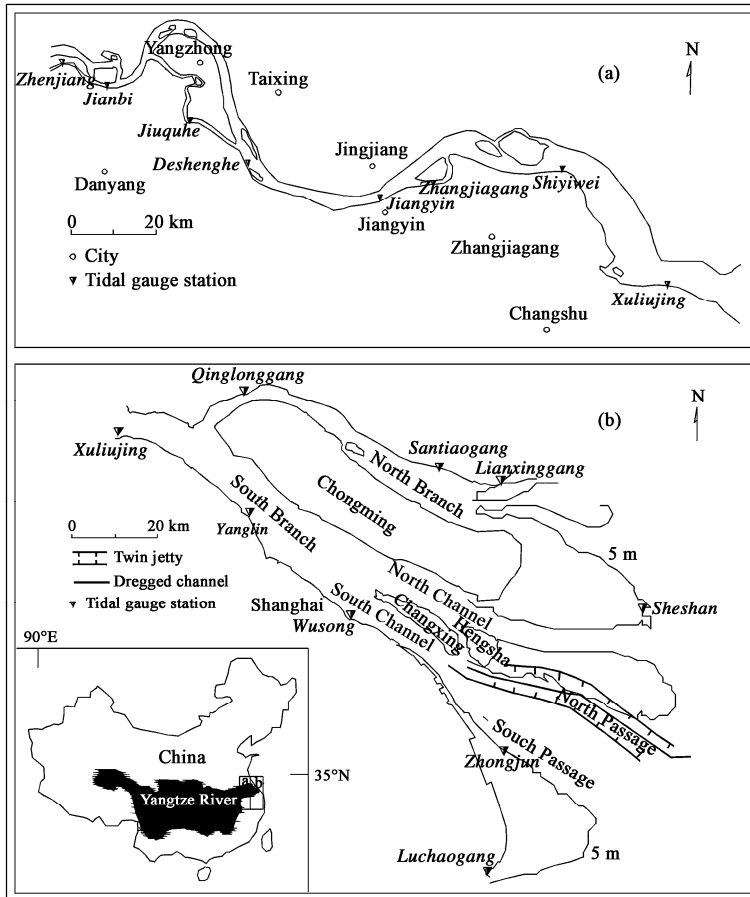 Yangzhong
Taixing
(a)
N
Zhenjiang
Jianbi
Jiuquhe
Deshenghe
Danyang
Jingjiang
Zhangjiagang
Shiyiwei
Jiangyin
Jiangyin
Zhangjiagang
0 20 km
City
Tidal gauge station
Xuliujing
Changshu
Qinglonggang
(b)
N
Xuliujing
Santiaogang
Lianxinggang
North Branch
South Branch
Chongming
Yanglin
0 20 km
Twin jetty
Dregged channel
Tidal gauge station
5 m
Sheshan
North Channel
Shanghai
Wusong
South Channel
Changxing
Hengsha
North Passage
Souch Passage
Zhongjun
Luchaogang
5 m
90°E
China
35°N
a b
Yangtze River